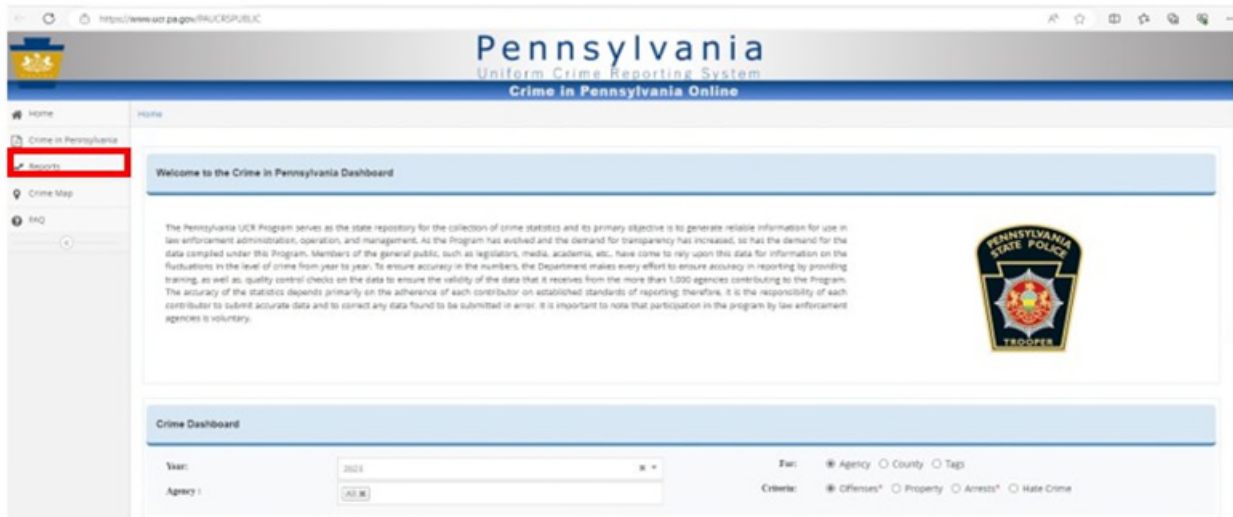 https://www.ucr.pa.gov/PAUCRSPUBLIC
Pennsylvania
Uniform Crime Reporting System
Crime in Pennsylvania Online
Home
Home
Crime in Pennsylvania
Reports
Crime Map
FAQ
Welcome to the Crime in Pennsylvania Dashboard
The Pennsylvania UCR Program serves as the state repository for the collection of crime statistics and its primary objective is to generate reliable information for use in
law enforcement administration, operation, and management. As the Program has evolved and the demand for transparency has increased, so has the demand for the
data compiled under this Program. Members of the general public, such as legislators, media, academia, etc., have come to rely upon this data for information on the
fluctuations in the level of crime from year to year. To ensure accuracy in the numbers, the Department makes every effort to ensure accuracy in reporting by providing
training, as well as, quality control checks on the data to ensure the validity of the data that it receives from the more than 1,000 agencies contributing to the Program.
The accuracy of the statistics depends primarily on the adherence of each contributor on established standards of reporting; therefore, it is the responsibility of each
contributor to submit accurate data and to correct any data found to be submitted in error. It is important to note that participation in the program by law enforcement
agencies is voluntary.
PENNSYLVANIA
STATE POLICE
TROOPER
Crime Dashboard
Year:
For: Agency County Tags
Agency : All
Criteria: Offenses* Property Arrests* Hate Crime